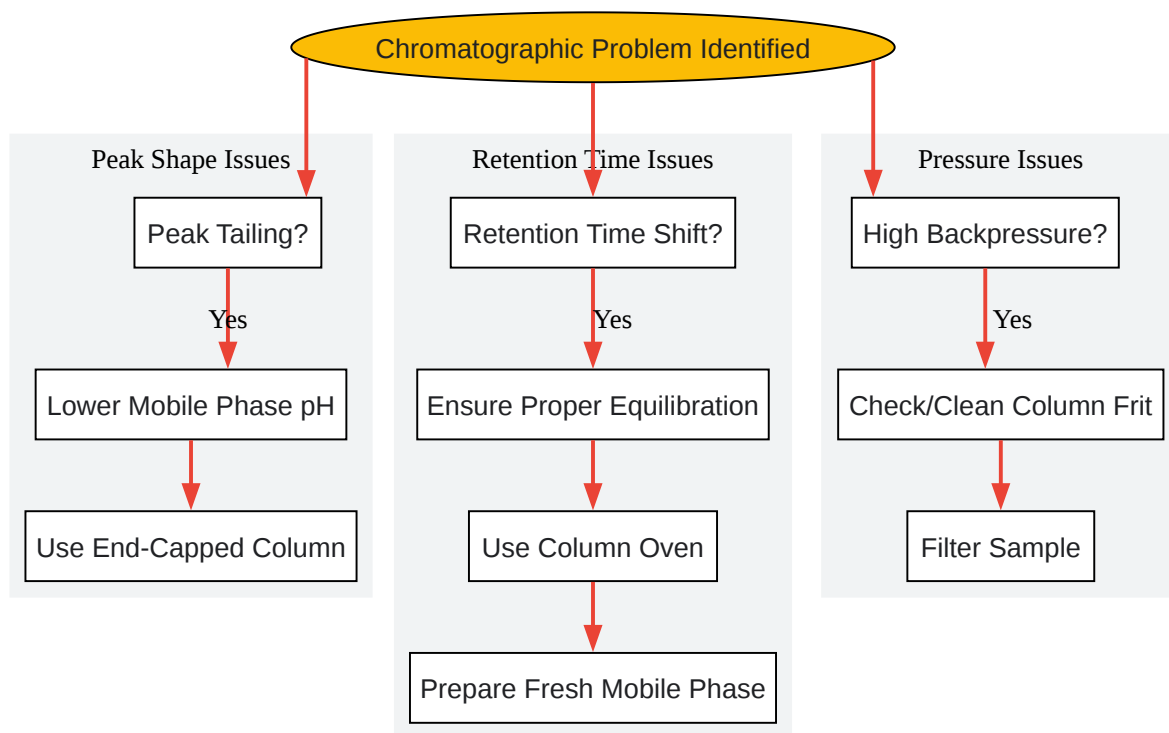 Chromatographic Problem Identified
Peak Shape Issues
Peak Tailing?
Yes
Lower Mobile Phase pH
Use End-Capped Column
Retention Time Issues
Retention Time Shift?
Yes
Ensure Proper Equilibration
Use Column Oven
Prepare Fresh Mobile Phase
Pressure Issues
High Backpressure?
Yes
Check/Clean Column Frit
Filter Sample